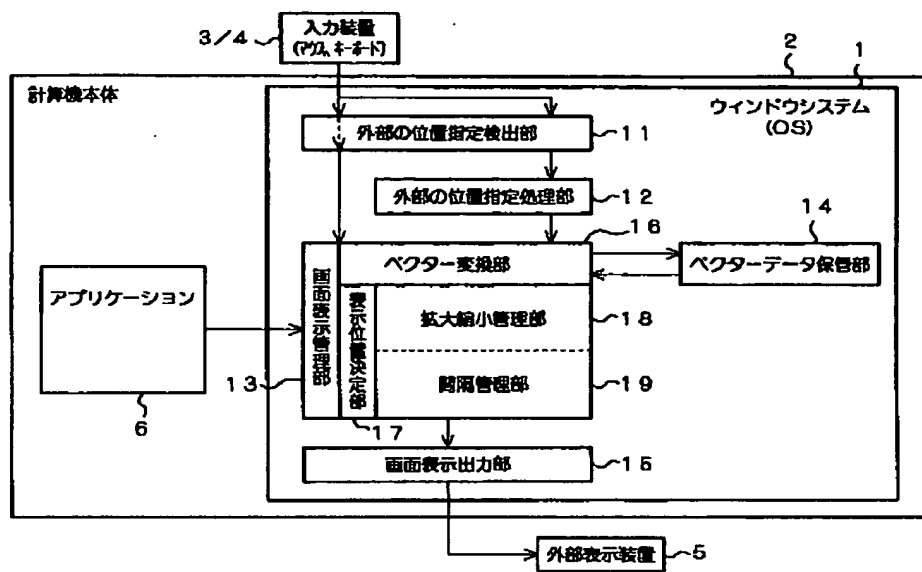 3/4
入力装置
(マウス、キーボード)
2
1
計算機本体
ウィンドウシステム
(OS)
外部の位置指定検出部
11
外部の位置指定処理部
12
16
14
ベクター変換部
ベクターデータ保管部
アプリケーション
画面表示管理部
表示位置決定部
拡大縮小管理部
18
間隔管理部
19
13
6
17
画面表示出力部
15
外部表示装置
5